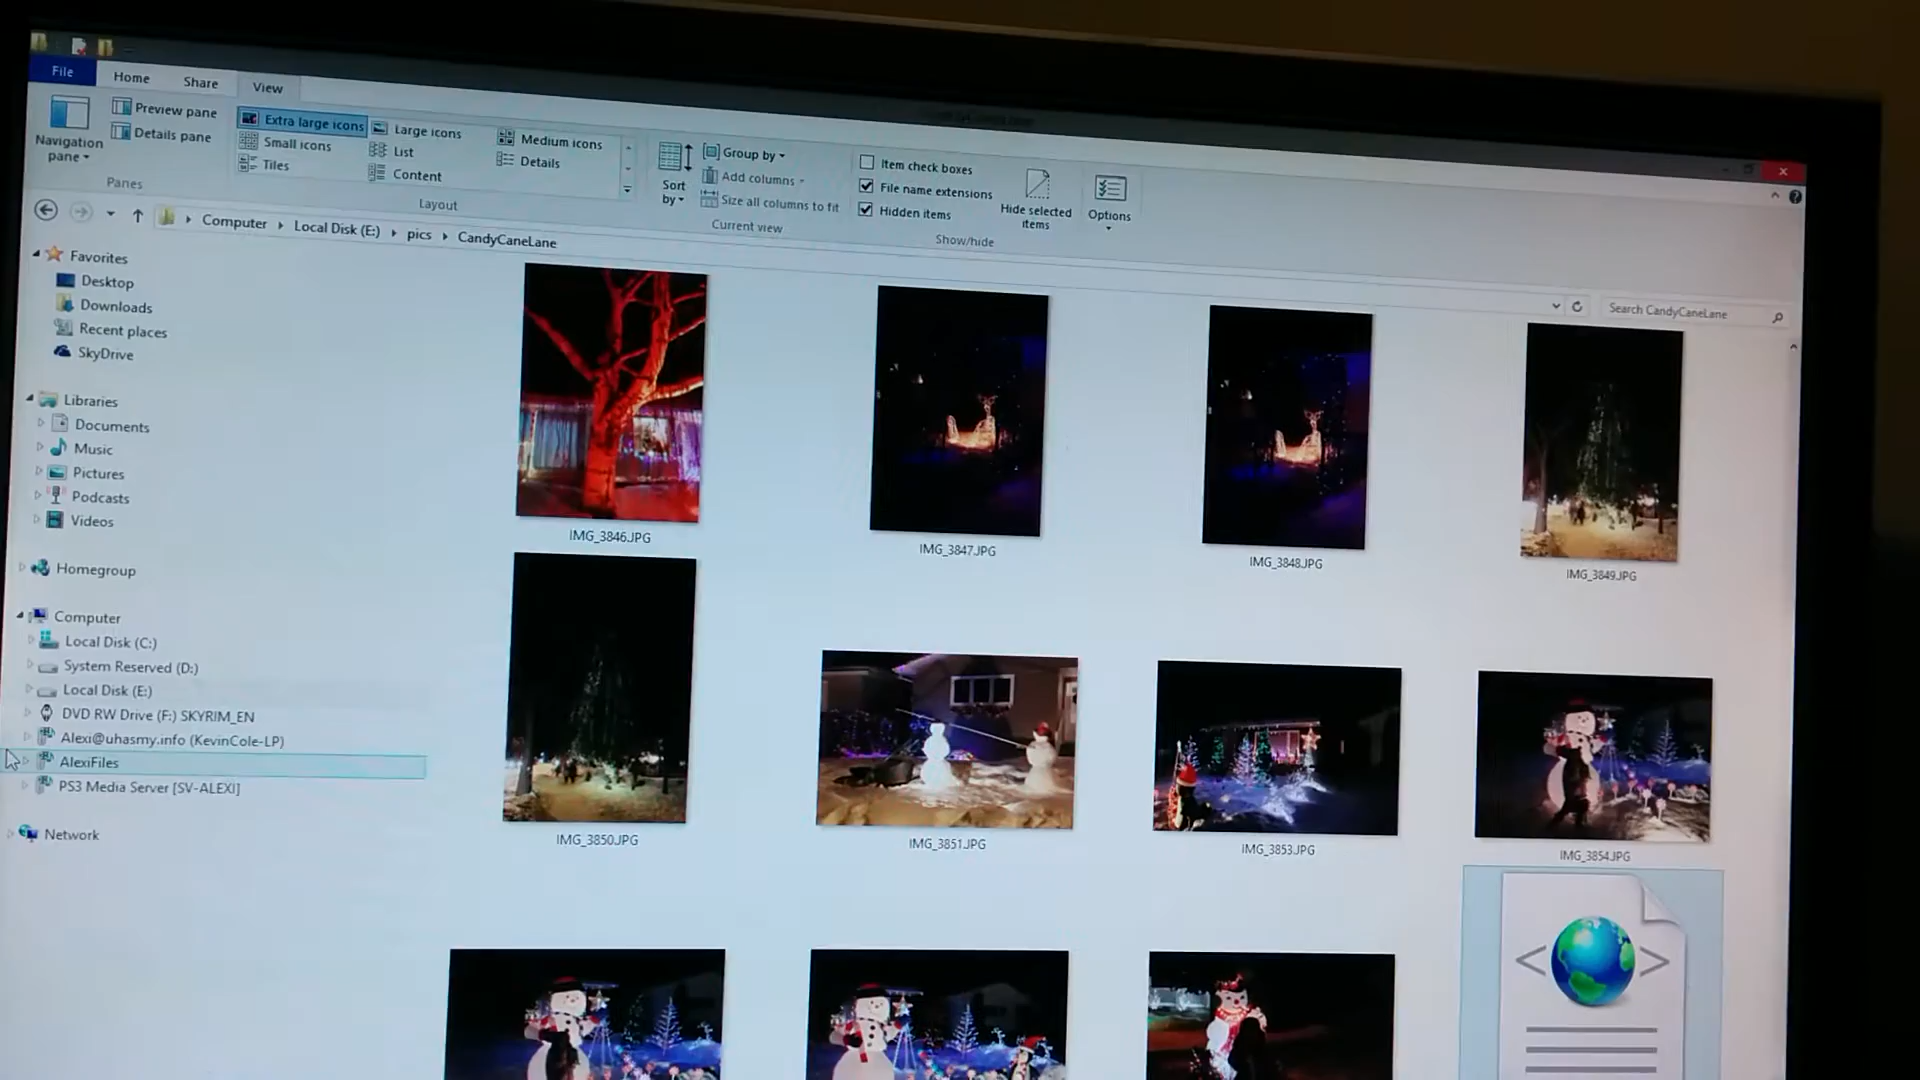 File
Home
Share
View
Navigation
pane
Preview pane
Details pane
Panes
Extra large icons
Large icons
Medium icons
Small icons
List
Details
Tiles
Content
Layout
Sort
by
Group by
Add columns
Size all columns to fit
Current view
Item check boxes
File name extensions
Hidden items
Hide selected
items
Show/hide
Options
Computer
Local Disk (E:)
pics
CandyCaneLane
Search CandyCaneLane
Favorites
Desktop
Downloads
Recent places
SkyDrive
Libraries
Documents
Music
Pictures
Podcasts
Videos
Homegroup
Computer
Local Disk (C:)
System Reserved (D:)
Local Disk (E:)
DVD RW Drive (F:) SKYRIM_EN
Alexi@uhasmy.info (KevinCole-LP)
AlexiFiles
PS3 Media Server [SV-ALEXI]
Network
IMG_3846.JPG
IMG_3847.JPG
IMG_3848.JPG
IMG_3849.JPG
IMG_3850.JPG
IMG_3851.JPG
IMG_3853.JPG
IMG_3854.JPG